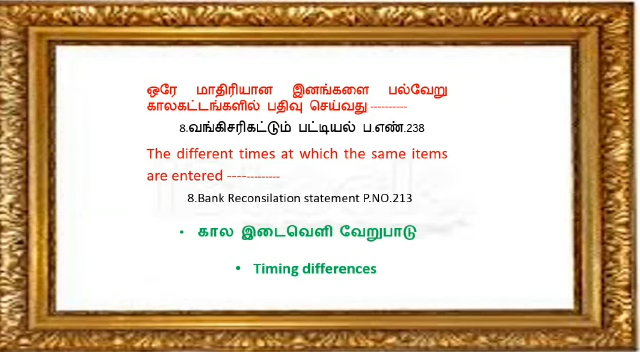 ஒரே மாதிரியான இனங்களை பல்வேறு
காலகட்டங்களில் பதிவு செய்வது ----------
8.வங்கிசரிகட்டும் பட்டியல் ப.எண்.238
The different times at which the same items
are entered -------------
8.Bank Reconsilation statement P.NO.213
• கால இடைவெளி வேறுபாடு
• Timing differences